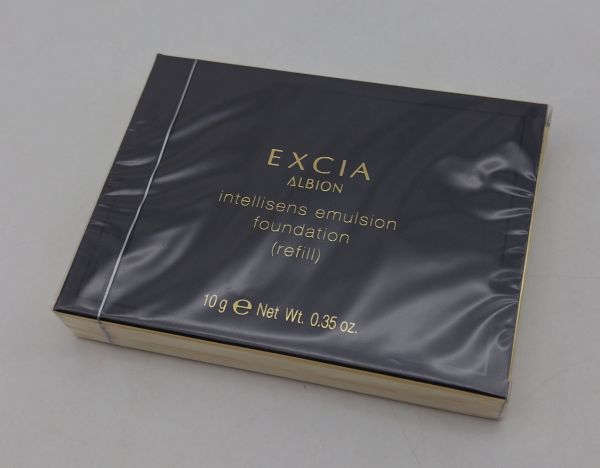 EXCIA
ALBION
intellisens emulsion
foundation
(refill)
10 g ℮ Net Wt. 0.35 oz.